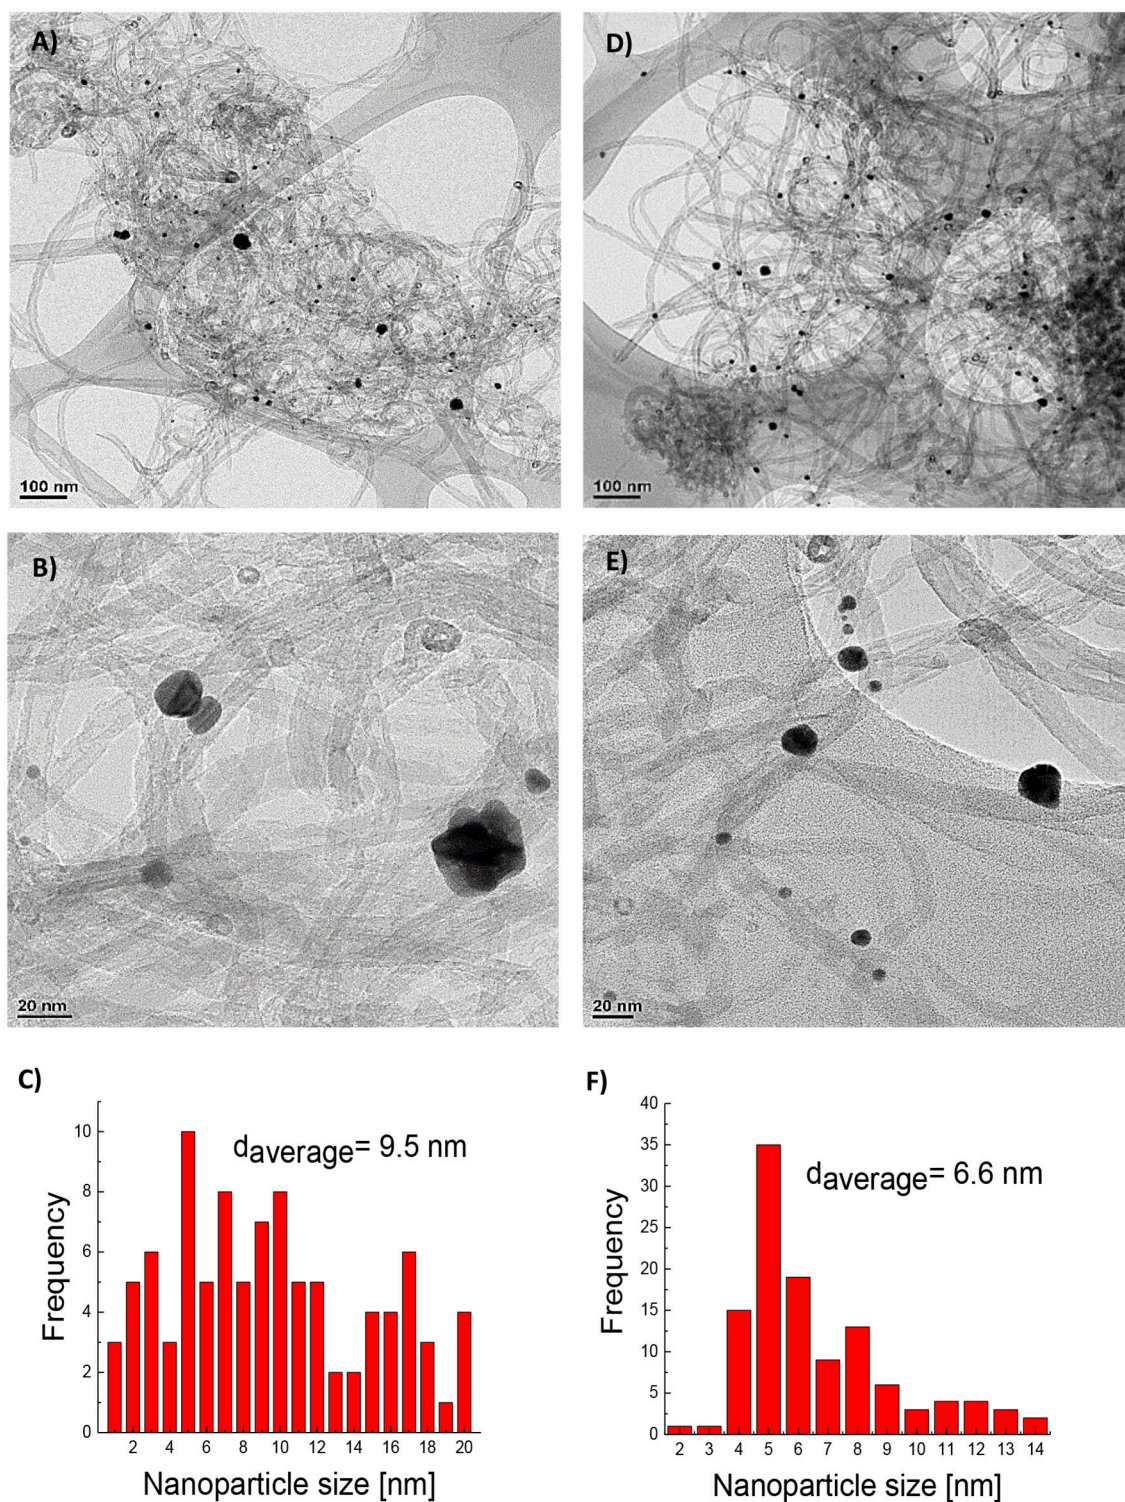 A)
100 nm
D)
100 nm
B)
20 nm
E)
20 nm
C)
daverage= 9.5 nm
Frequency
10
8
6
4
2
0
2 4 6 8 10 12 14 16 18 20
Nanoparticle size [nm]
F)
daverage= 6.6 nm
Frequency
40
35
30
25
20
15
10
5
0
2 3 4 5 6 7 8 9 10 11 12 13 14
Nanoparticle size [nm]